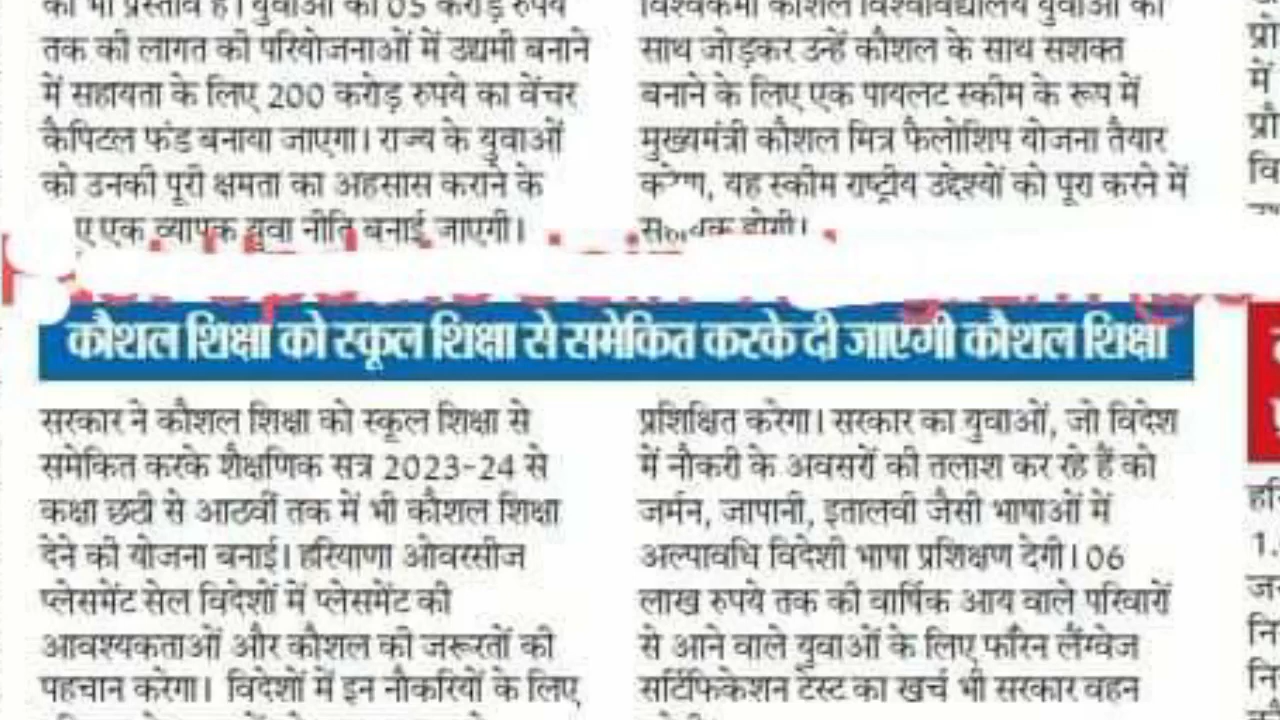 का भी प्रस्ताव है। युवाओं को 05 करोड़ रुपये
तक की लागत की परियोजनाओं में उद्यमी बनाने
में सहायता के लिए 200 करोड़ रुपये का वेंचर
कैपिटल फंड बनाया जाएगा। राज्य के युवाओं
को उनकी पूरी क्षमता का अहसास कराने के
एक व्यापक युवा नीति बनाई जाएगी।
विश्वकर्मा कौशल विश्वविद्यालय युवाओं को
साथ जोड़कर उन्हें कौशल के साथ सशक्त
बनाने के लिए एक पायलट स्कीम के रूप में
मुख्यमंत्री कौशल मित्र फैलोशिप योजना तैयार
यह स्कीम राष्ट्रीय उद्देश्यों को पूरा करने में
होगी।
कौशल शिक्षा को स्कूल शिक्षा से समेकित करके दी जाएगी कौशल शिक्षा
सरकार ने कौशल शिक्षा को स्कूल शिक्षा से
समेकित करके शैक्षणिक सत्र 2023-24 से
कक्षा छठी से आठवीं तक में भी कौशल शिक्षा
देने की योजना बनाई। हरियाणा ओवरसीज
प्लेसमेंट सेल विदेशों में प्लेसमेंट की
आवश्यकताओं और कौशल की जरूरतों की
पहचान करेगा। विदेशों में इन नौकरियों के लिए
प्रशिक्षित करेगा। सरकार का युवाओं, जो विदेश
में नौकरी के अवसरों की तलाश कर रहे हैं को
जर्मन, जापानी, इतालवी जैसी भाषाओं में
अल्पावधि विदेशी भाषा प्रशिक्षण देगी। 06
लाख रुपये तक की वार्षिक आय वाले परिवारों
से आने वाले युवाओं के लिए फॉरेन लैंग्वेज
सर्टिफिकेशन टेस्ट का खर्च भी सरकार वहन